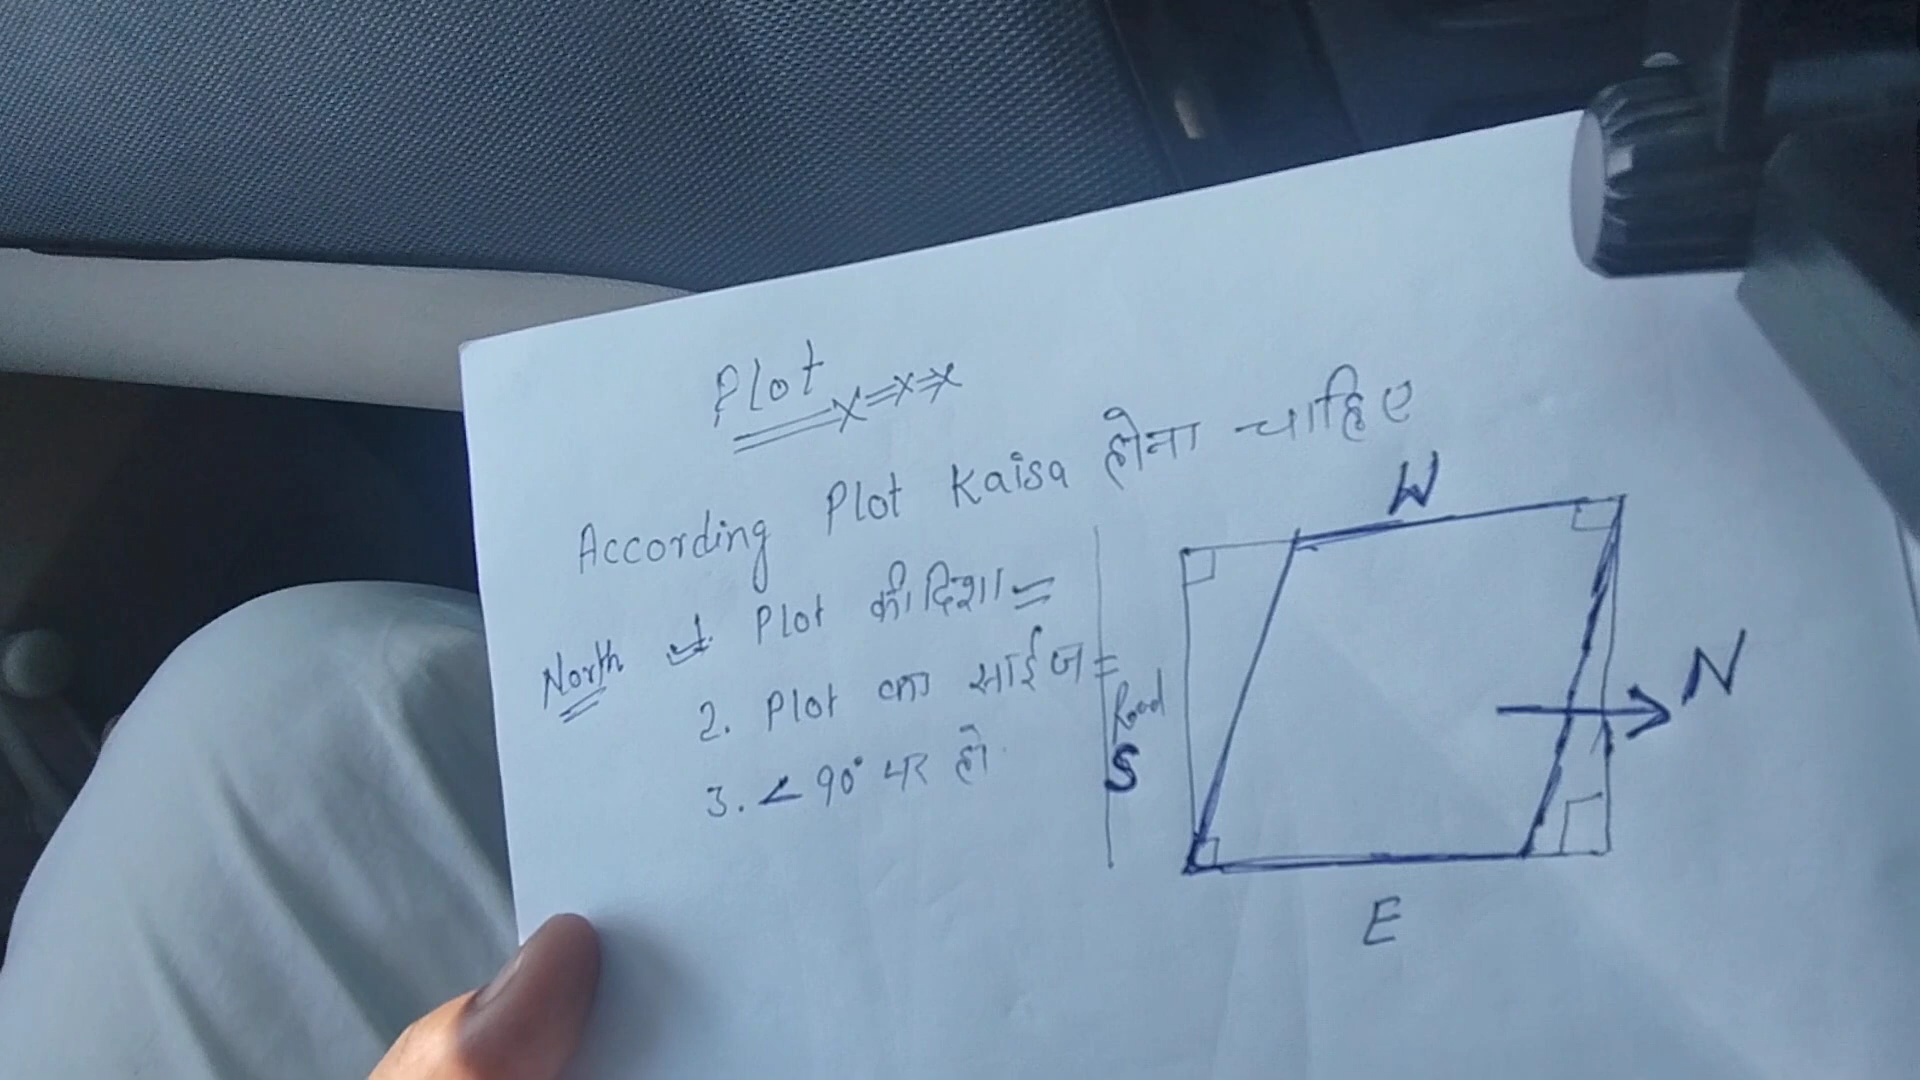 Plot
According Plot Kaisa होना चाहिए
North 1. Plot की दिशा =
2. Plot का साईज =
3. < 90° पर हो.
W
Road
S
N
E